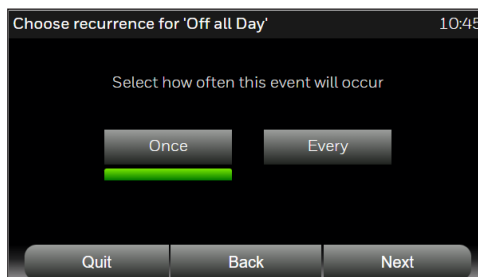 Choose recurrence for 'Off all Day' 10:45
Select how often this event will occur
Once Every
Quit Back Next